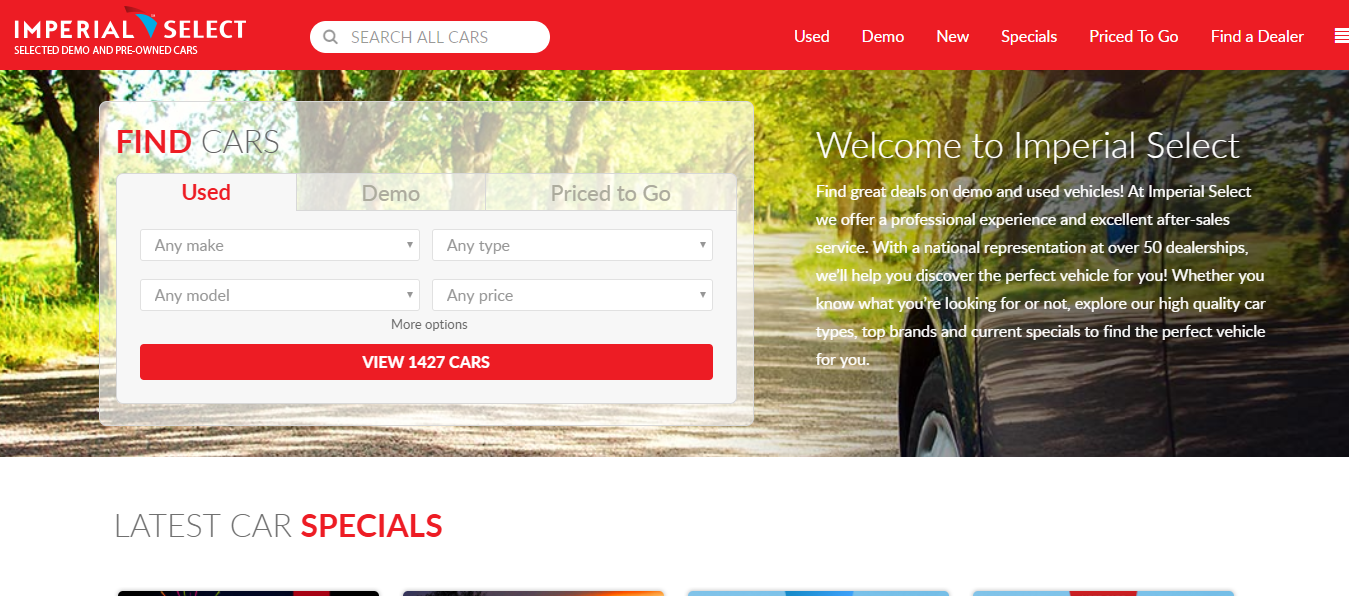 IMPERIAL SELECT
SELECTED DEMO AND PRE-OWNED CARS
SEARCH ALL CARS
Used
Demo
New
Specials
Priced To Go
Find a Dealer
FIND CARS
Used
Demo
Priced to Go
Any make
Any type
Any model
Any price
More options
VIEW 1427 CARS
Welcome to Imperial Select
Find great deals on demo and used vehicles! At Imperial Select
we offer a professional experience and excellent after-sales
service. With a national representation at over 50 dealerships,
we'll help you discover the perfect vehicle for you! Whether you
know what you're looking for or not, explore our high quality car
types, top brands and current specials to find the perfect vehicle
for you.
LATEST CAR SPECIALS